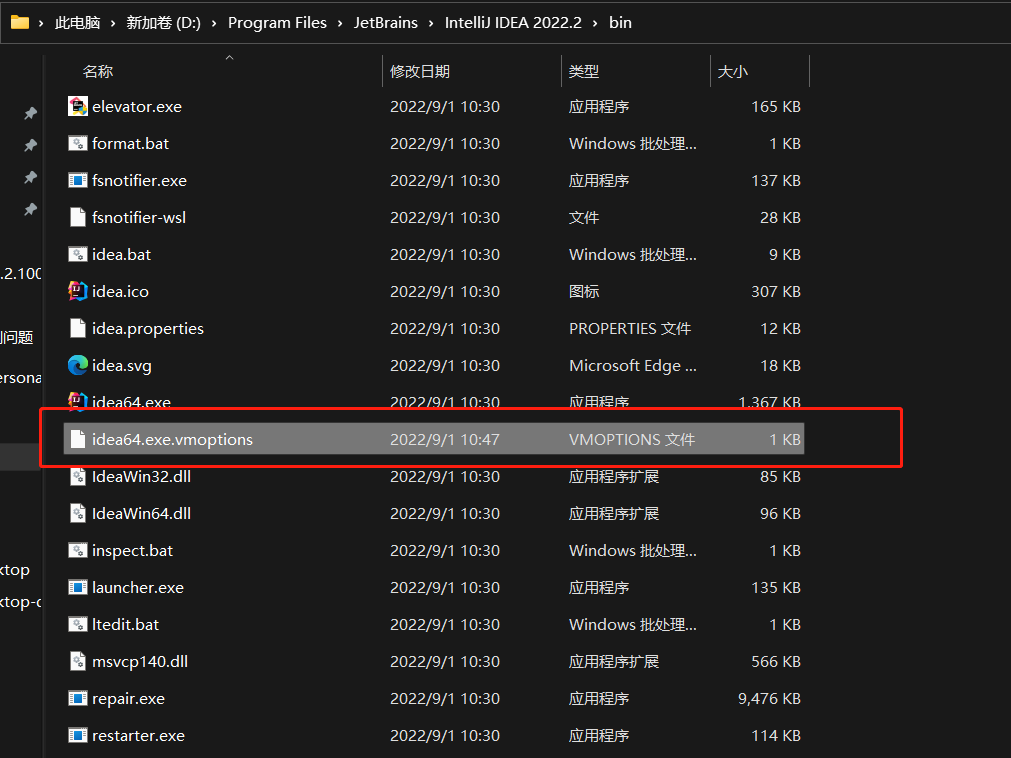 此电脑 › 新加卷 (D:) › Program Files › JetBrains › IntelliJ IDEA 2022.2 › bin
名称 修改日期 类型 大小
elevator.exe 2022/9/1 10:30 应用程序 165 KB
format.bat 2022/9/1 10:30 Windows 批处理... 1 KB
fsnotifier.exe 2022/9/1 10:30 应用程序 137 KB
fsnotifier-wsl 2022/9/1 10:30 文件 28 KB
idea.bat 2022/9/1 10:30 Windows 批处理... 9 KB
.2.100
idea.ico 2022/9/1 10:30 图标 307 KB
idea.properties 2022/9/1 10:30 PROPERTIES 文件 12 KB
问题
idea.svg 2022/9/1 10:30 Microsoft Edge ... 18 KB
ersona
idea64.exe 2022/9/1 10:30 应用程序 1,367 KB
idea64.exe.vmoptions 2022/9/1 10:47 VMOPTIONS 文件 1 KB
IdeaWin32.dll 2022/9/1 10:30 应用程序扩展 85 KB
IdeaWin64.dll 2022/9/1 10:30 应用程序扩展 96 KB
inspect.bat 2022/9/1 10:30 Windows 批处理... 1 KB
ktop
launcher.exe 2022/9/1 10:30 应用程序 135 KB
ktop-c
ltedit.bat 2022/9/1 10:30 Windows 批处理... 1 KB
msvcp140.dll 2022/9/1 10:30 应用程序扩展 566 KB
repair.exe 2022/9/1 10:30 应用程序 9,476 KB
restarter.exe 2022/9/1 10:30 应用程序 114 KB